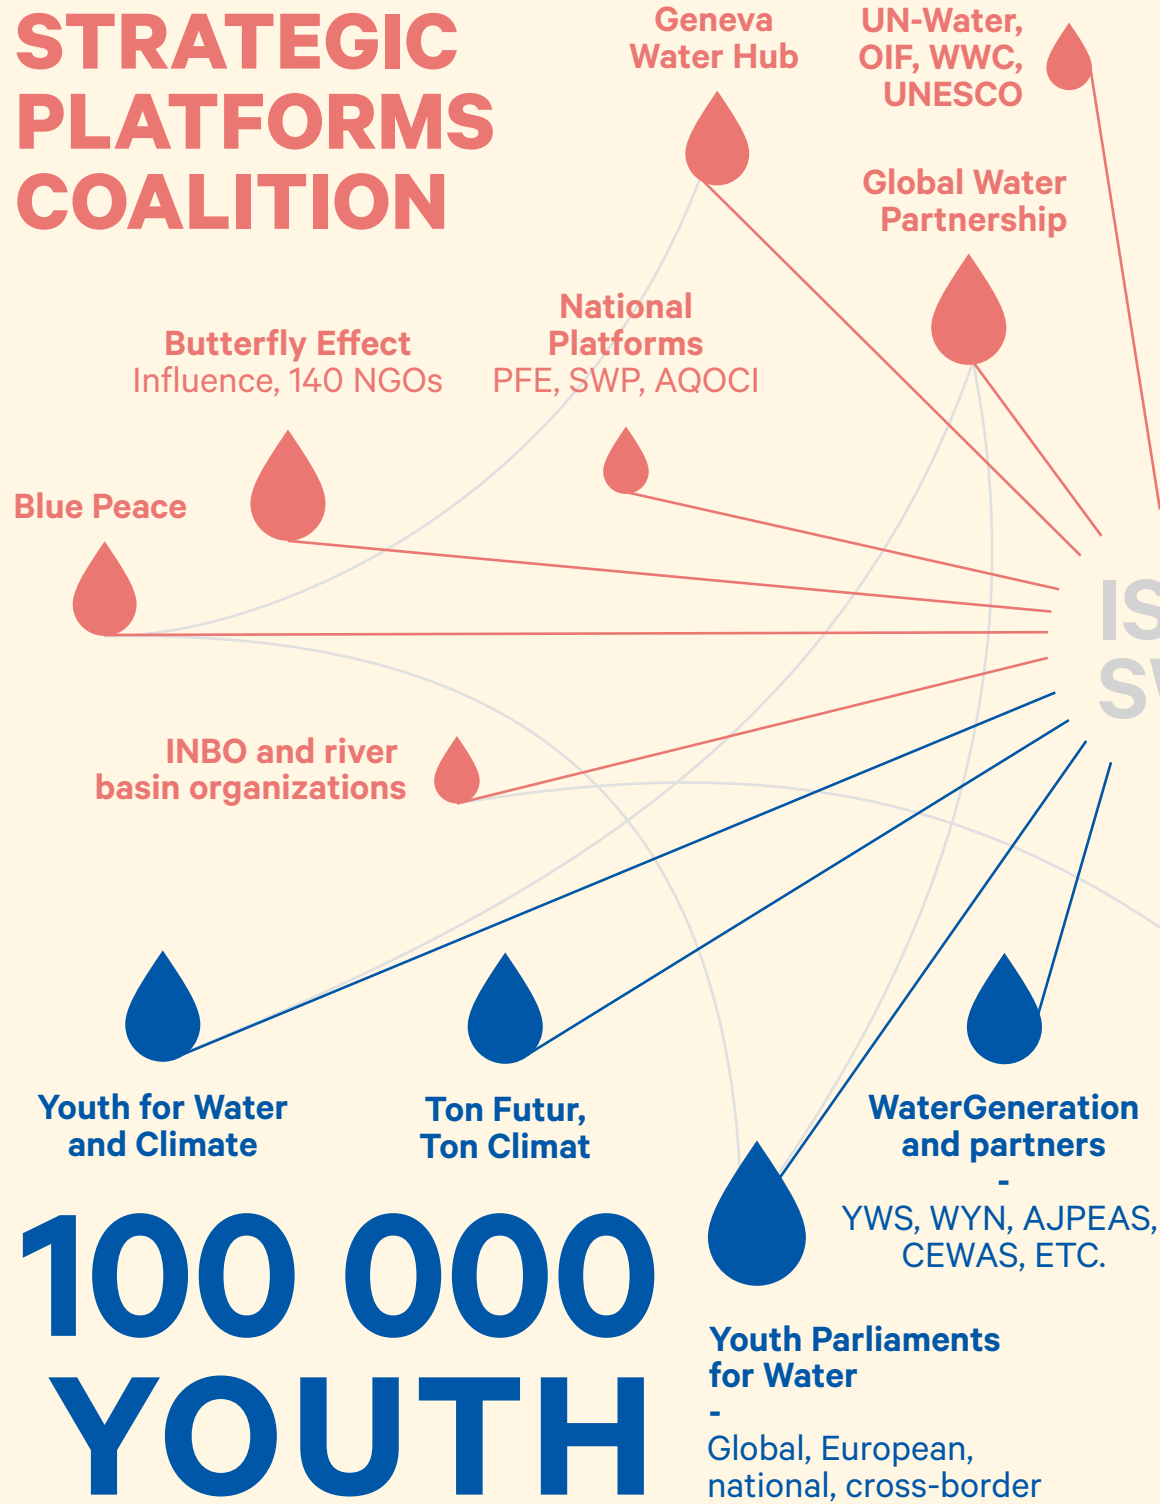 STRATEGIC
PLATFORMS
COALITION
Geneva
Water Hub
UN-Water,
OIF, WWC,
UNESCO
Global Water
Partnership
National
Platforms
PFE, SWP, AQOCI
Butterfly Effect
Influence, 140 NGOs
Blue Peace
INBO and river
basin organizations
Youth for Water
and Climate
Ton Futur,
Ton Climat
WaterGeneration
and partners
-
YWS, WYN, AJPEAS,
CEWAS, ETC.
100 000
YOUTH
Youth Parliaments
for Water
-
Global, European,
national, cross-border